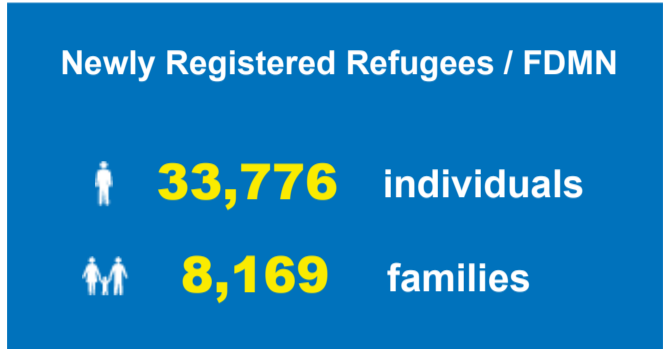 Newly Registered Refugees / FDMN
33,776 individuals
8,169 families